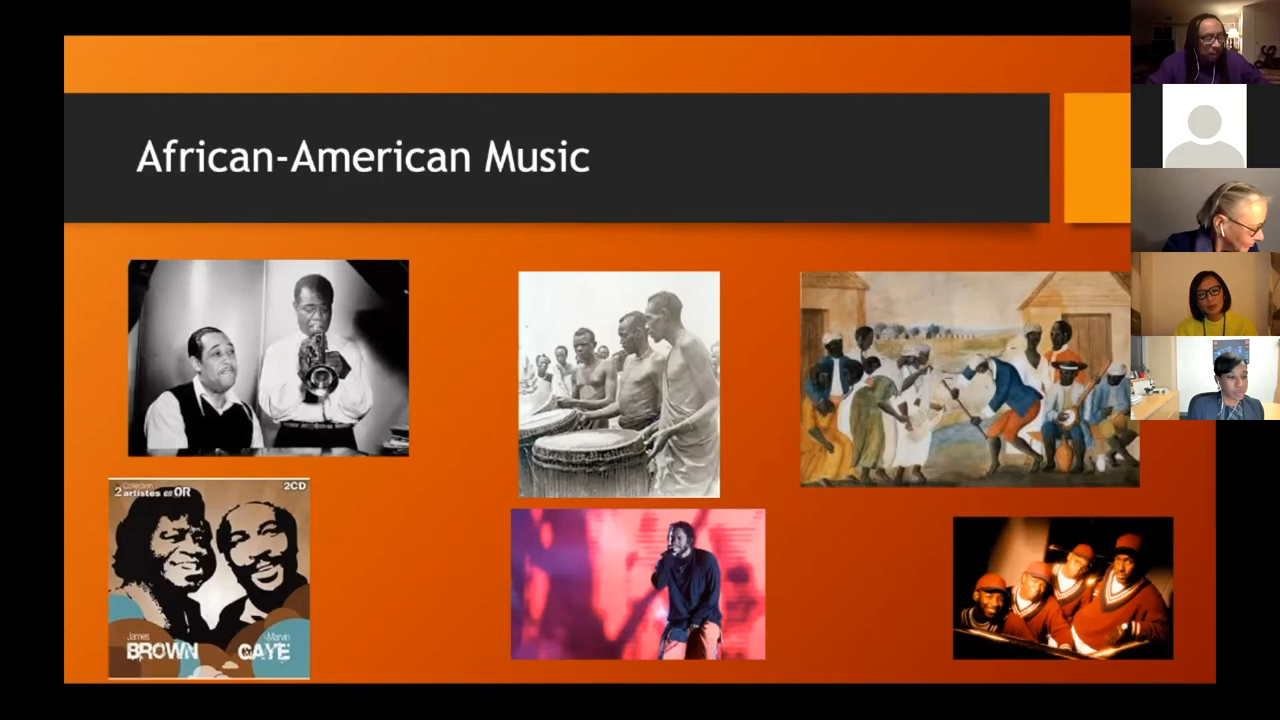 African-American Music
Collection
2 artistes en OR
2CD
James
BROWN
Marvin
GAYE